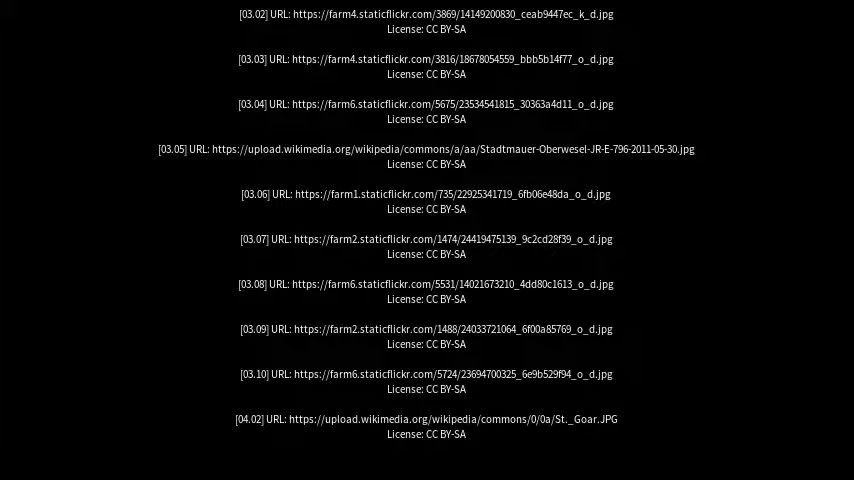 [03.02] URL: https://farm4.staticflickr.com/3869/14149200830_ceab9447ec_k_d.jpg
License: CC BY-SA
[03.03] URL: https://farm4.staticflickr.com/3816/18678054559_bbb5b14f77_o_d.jpg
License: CC BY-SA
[03.04] URL: https://farm6.staticflickr.com/5675/23534541815_30363a4d11_o_d.jpg
License: CC BY-SA
[03.05] URL: https://upload.wikimedia.org/wikipedia/commons/a/aa/Stadtmauer-Oberwesel-JR-E-796-2011-05-30.jpg
License: CC BY-SA
[03.06] URL: https://farm1.staticflickr.com/735/22925341719_6fb06e48da_o_d.jpg
License: CC BY-SA
[03.07] URL: https://farm2.staticflickr.com/1474/24419475139_9c2cd28f39_o_d.jpg
License: CC BY-SA
[03.08] URL: https://farm6.staticflickr.com/5531/14021673210_4dd80c1613_o_d.jpg
License: CC BY-SA
[03.09] URL: https://farm2.staticflickr.com/1488/24033721064_6f00a85769_o_d.jpg
License: CC BY-SA
[03.10] URL: https://farm6.staticflickr.com/5724/23694700325_6e9b529f94_o_d.jpg
License: CC BY-SA
[04.02] URL: https://upload.wikimedia.org/wikipedia/commons/0/0a/St._Goar.JPG
License: CC BY-SA